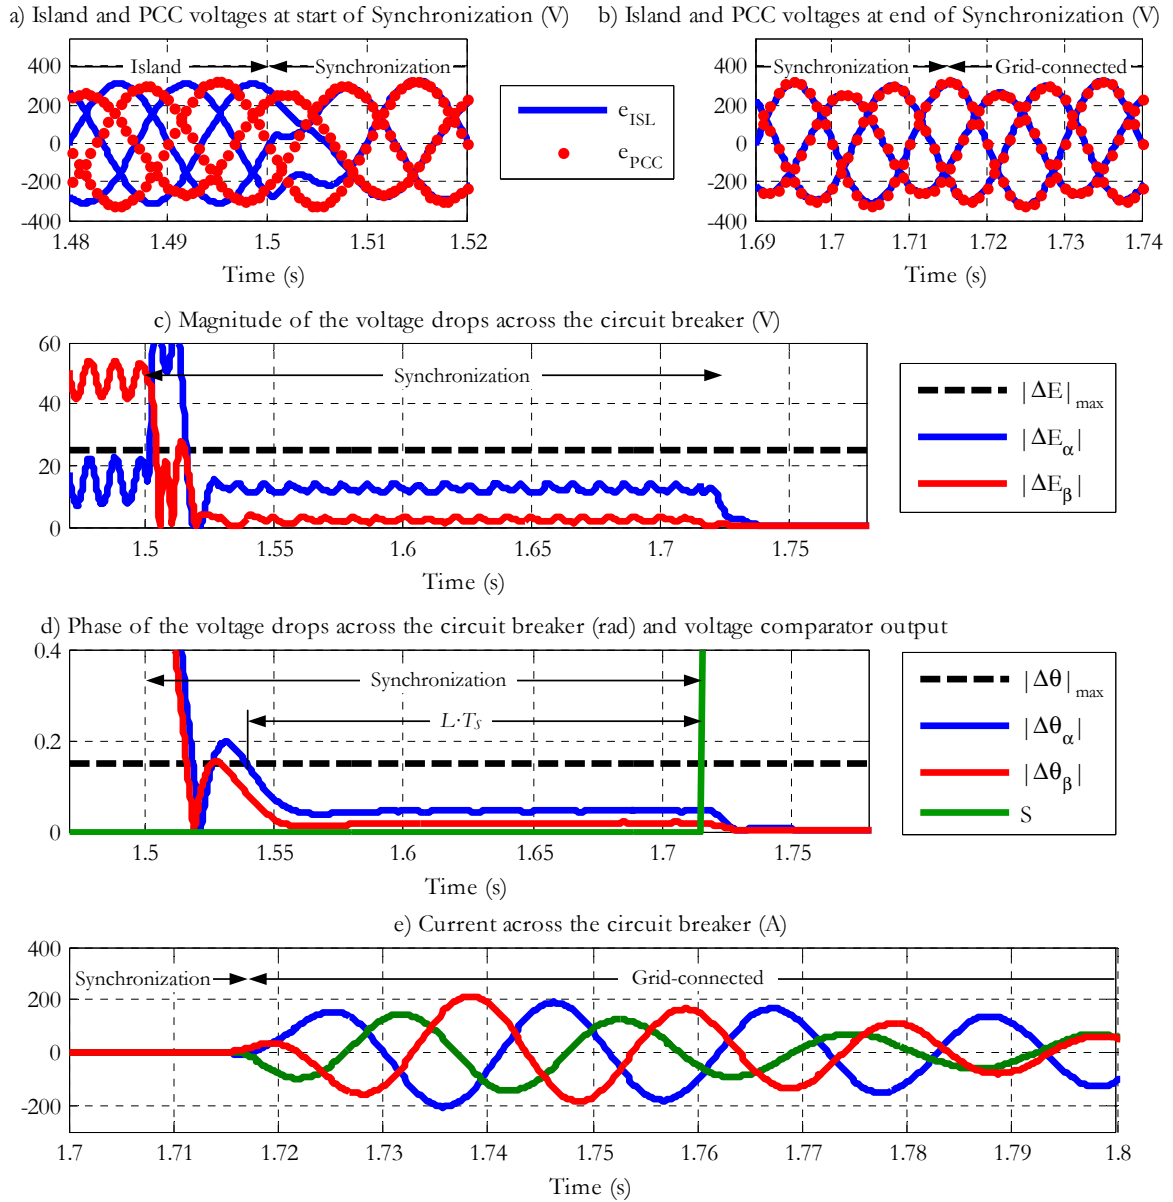 a) Island and PCC voltages at start of Synchronization (V)
b) Island and PCC voltages at end of Synchronization (V)
400
200
0
-200
-400
Island
Synchronization
1.48
1.49
1.5
1.51
1.52
Time (s)
e_ISL
e_PCC
400
200
0
-200
-400
Synchronization
Grid-connected
1.69
1.7
1.71
1.72
1.73
1.74
Time (s)
c) Magnitude of the voltage drops across the circuit breaker (V)
60
40
20
0
Synchronization
1.5
1.55
1.6
1.65
1.7
1.75
Time (s)
|ΔE|max
|ΔEα|
|ΔEβ|
d) Phase of the voltage drops across the circuit breaker (rad) and voltage comparator output
0.4
0.2
0
Synchronization
L·T_S
1.5
1.55
1.6
1.65
1.7
1.75
Time (s)
|Δθ|max
|Δθα|
|Δθβ|
S
e) Current across the circuit breaker (A)
400
200
0
-200
Synchronization
Grid-connected
1.7
1.71
1.72
1.73
1.74
1.75
1.76
1.77
1.78
1.79
1.8
Time (s)